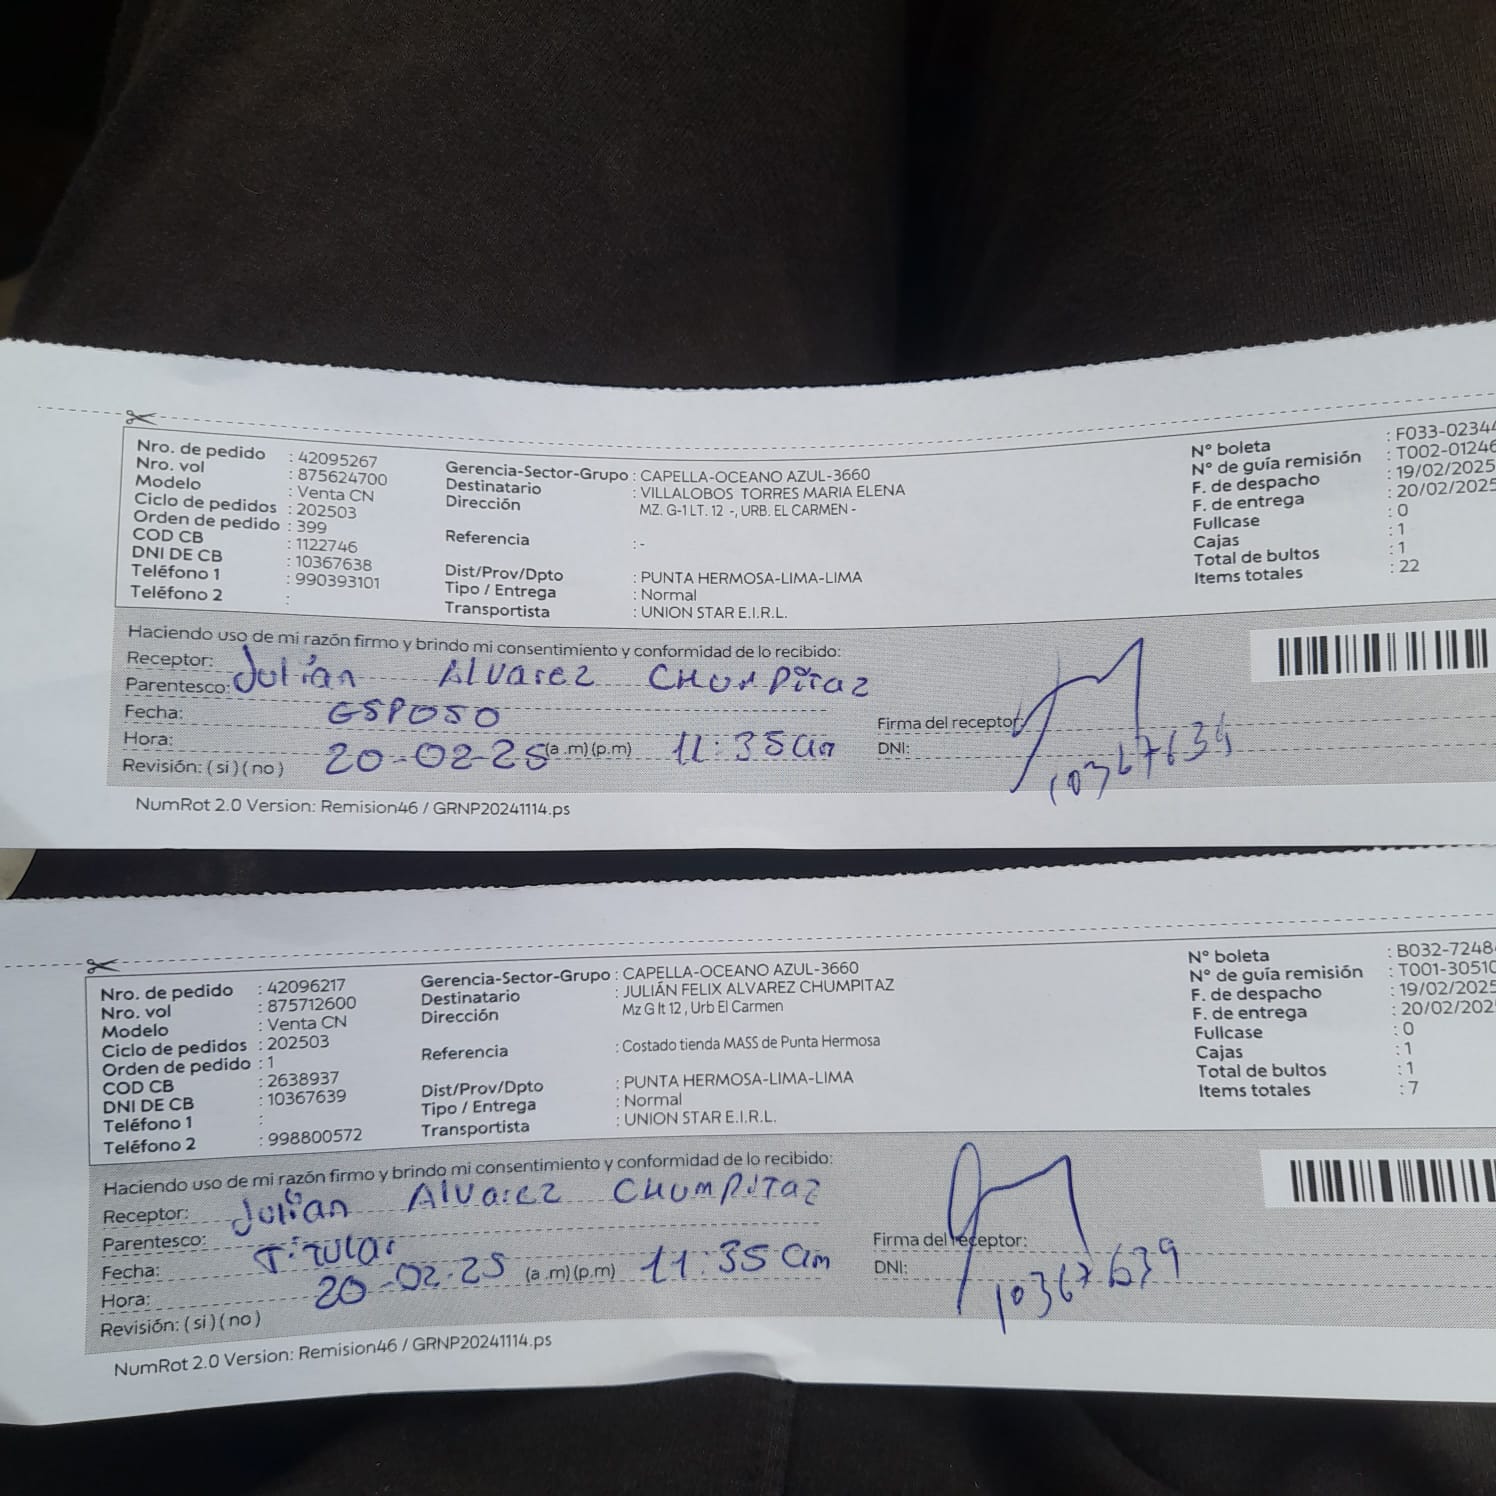 Nro. de pedido : 42095267
Nro. vol : 875624700
Modelo : Venta CN
Ciclo de pedidos : 202503
Orden de pedido : 399
COD CB : 1122746
DNI DE CB : 10367638
Teléfono 1 : 990393101
Teléfono 2 :
Gerencia-Sector-Grupo : CAPELLA-OCEANO AZUL-3660
Destinatario : VILLALOBOS TORRES MARIA ELENA
Dirección MZ. G-1 LT. 12 -, URB. EL CARMEN -
Referencia : -
Dist/Prov/Dpto : PUNTA HERMOSA-LIMA-LIMA
Tipo / Entrega : Normal
Transportista : UNION STAR E.I.R.L.
N° boleta : F033-02344
N° de guía remisión : T002-01246
F. de despacho : 19/02/2025
F. de entrega : 20/02/2025
Fullcase : 0
Cajas : 1
Total de bultos : 1
Items totales : 22
Haciendo uso de mi razón firmo y brindo mi consentimiento y conformidad de lo recibido:
Receptor: Julián Alvarez CHUMPITAZ
Parentesco: ESPOSO
Fecha: 20-02-25
Hora: (a .m) (p.m) 11:35 am
Revisión: ( si ) ( no )
Firma del receptor:
DNI:
NumRot 2.0 Version: Remision46 / GRNP20241114.ps
Nro. de pedido : 42096217
Nro. vol : 875712600
Modelo : Venta CN
Ciclo de pedidos : 202503
Orden de pedido : 1
COD CB : 2638937
DNI DE CB : 10367639
Teléfono 1 :
Teléfono 2 : 998800572
Gerencia-Sector-Grupo : CAPELLA-OCEANO AZUL-3660
Destinatario : JULIÁN FELIX ALVAREZ CHUMPITAZ
Dirección Mz G lt 12 , Urb El Carmen
Referencia : Costado tienda MASS de Punta Hermosa
Dist/Prov/Dpto : PUNTA HERMOSA-LIMA-LIMA
Tipo / Entrega : Normal
Transportista : UNION STAR E.I.R.L.
N° boleta : B032-7248
N° de guía remisión : T001-30510
F. de despacho : 19/02/2025
F. de entrega : 20/02/202
Fullcase : 0
Cajas : 1
Total de bultos : 1
Items totales : 7
Haciendo uso de mi razón firmo y brindo mi consentimiento y conformidad de lo recibido:
Receptor: Julián Alvarez CHUMPITAZ
Parentesco: Titular
Fecha: 20-02-25
Hora: (a .m) (p.m) 11:35 am
Revisión: ( si ) ( no )
Firma del receptor:
DNI: 10367639
NumRot 2.0 Version: Remision46 / GRNP20241114.ps